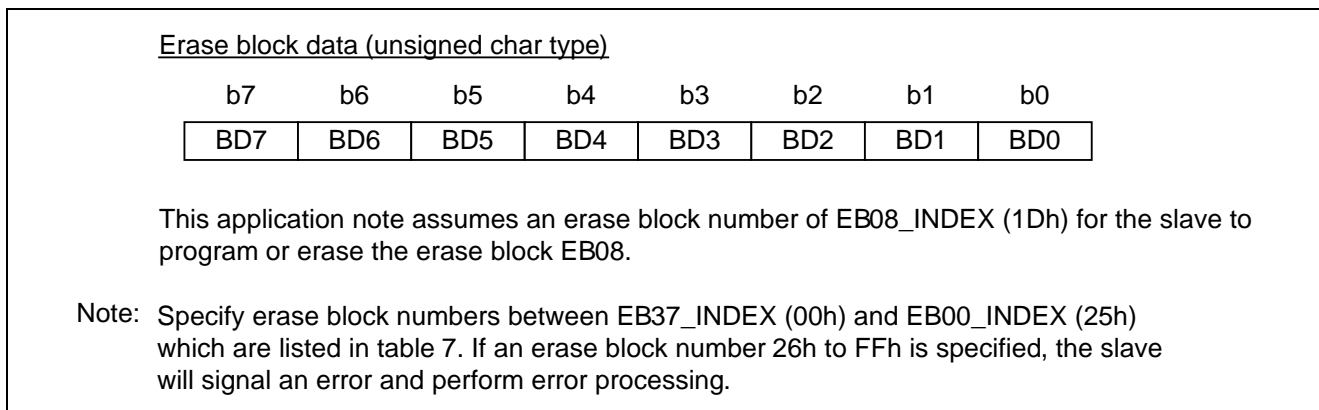 Erase block data (unsigned char type)
b7 b6 b5 b4 b3 b2 b1 b0
BD7 BD6 BD5 BD4 BD3 BD2 BD1 BD0
This application note assumes an erase block number of EB08_INDEX (1Dh) for the slave to
program or erase the erase block EB08.
Note: Specify erase block numbers between EB37_INDEX (00h) and EB00_INDEX (25h)
which are listed in table 7. If an erase block number 26h to FFh is specified, the slave
will signal an error and perform error processing.